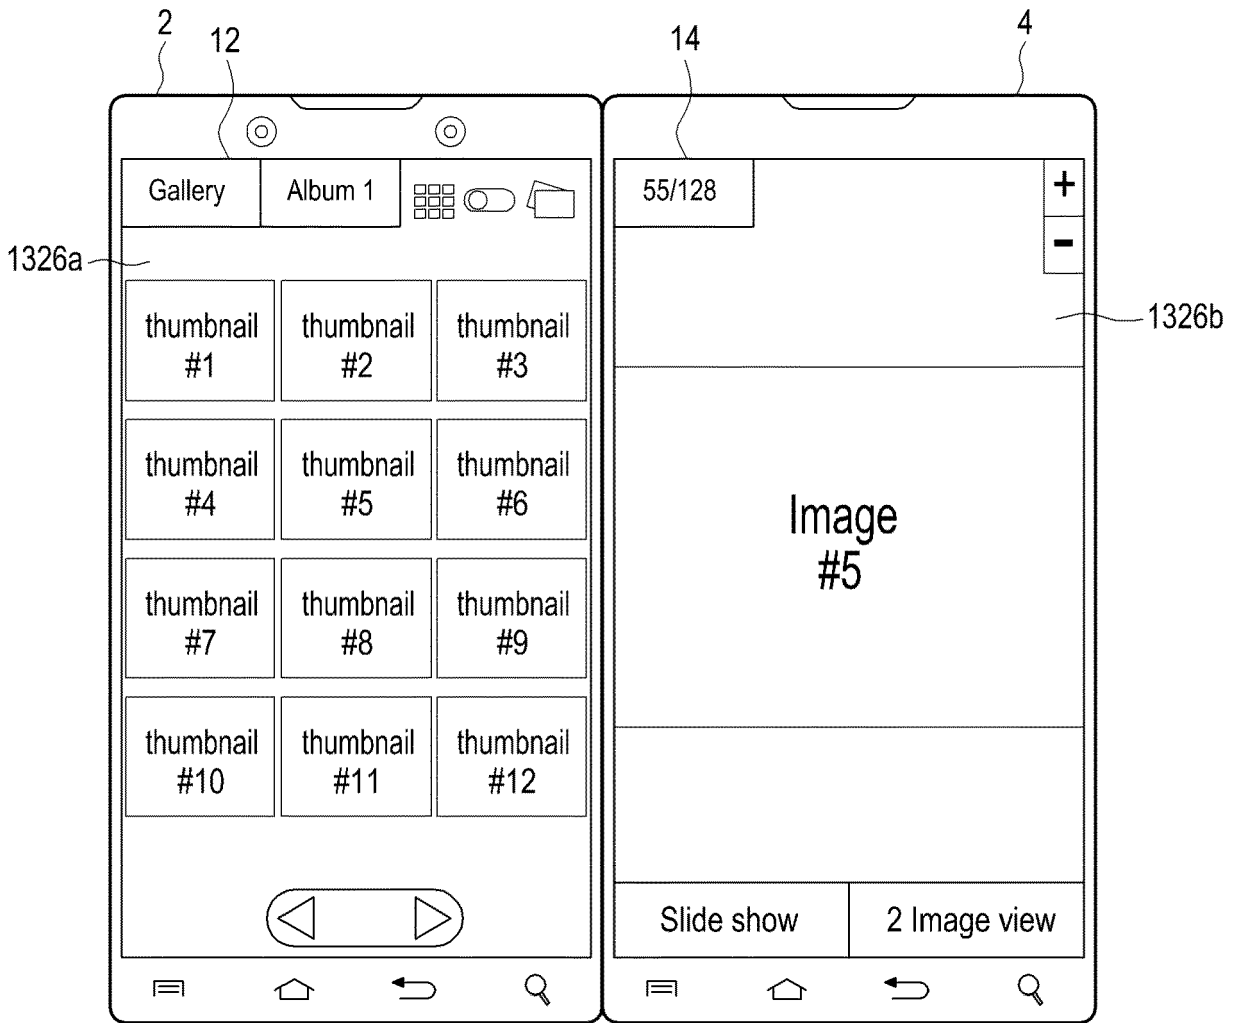 2
12
14
4
Gallery
Album 1
55/128
+
-
1326a
1326b
thumbnail
#1
thumbnail
#2
thumbnail
#3
thumbnail
#4
thumbnail
#5
thumbnail
#6
Image
#5
thumbnail
#7
thumbnail
#8
thumbnail
#9
thumbnail
#10
thumbnail
#11
thumbnail
#12
Slide show
2 Image view